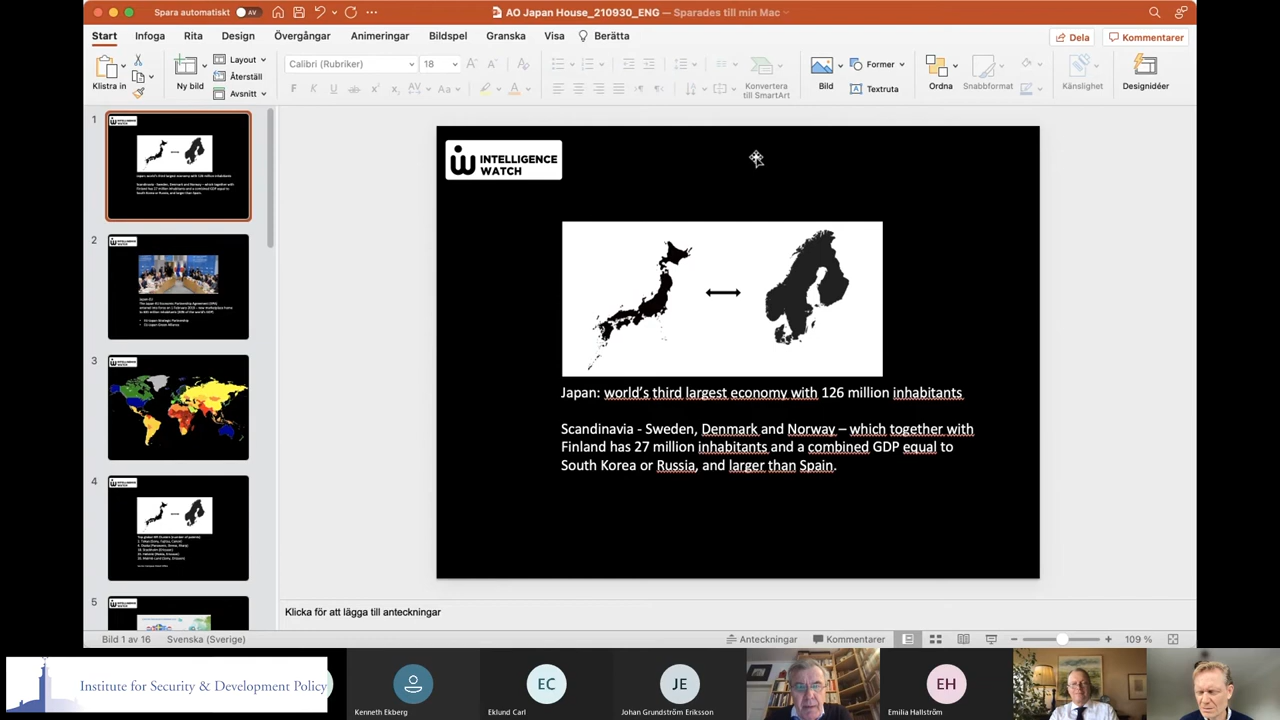 Spara automatiskt
AV
AO Japan House_210930_ENG — Sparades till min Mac
Start
Infoga
Rita
Design
Övergångar
Animeringar
Bildspel
Granska
Visa
Berätta
Dela
Kommentarer
Klistra in
Ny bild
Layout
Återställ
Avsnitt
Calibri (Rubriker)
18
Konvertera
till SmartArt
Bild
Former
Textruta
Ordna
Snabbformat
Känslighet
Designidéer
1
2
3
4
5
INTELLIGENCE
WATCH
Japan: world's third largest economy with 126 million inhabitants
Scandinavia - Sweden, Denmark and Norway – which together with
Finland has 27 million inhabitants and a combined GDP equal to
South Korea or Russia, and larger than Spain.
Klicka för att lägga till anteckningar
Bild 1 av 16
Svenska (Sverige)
Anteckningar
Kommentarer
109 %
Institute for Security & Development Policy
Kenneth Ekberg
EC
Eklund Carl
JE
Johan Grundström Eriksson
EH
Emilia Hallström